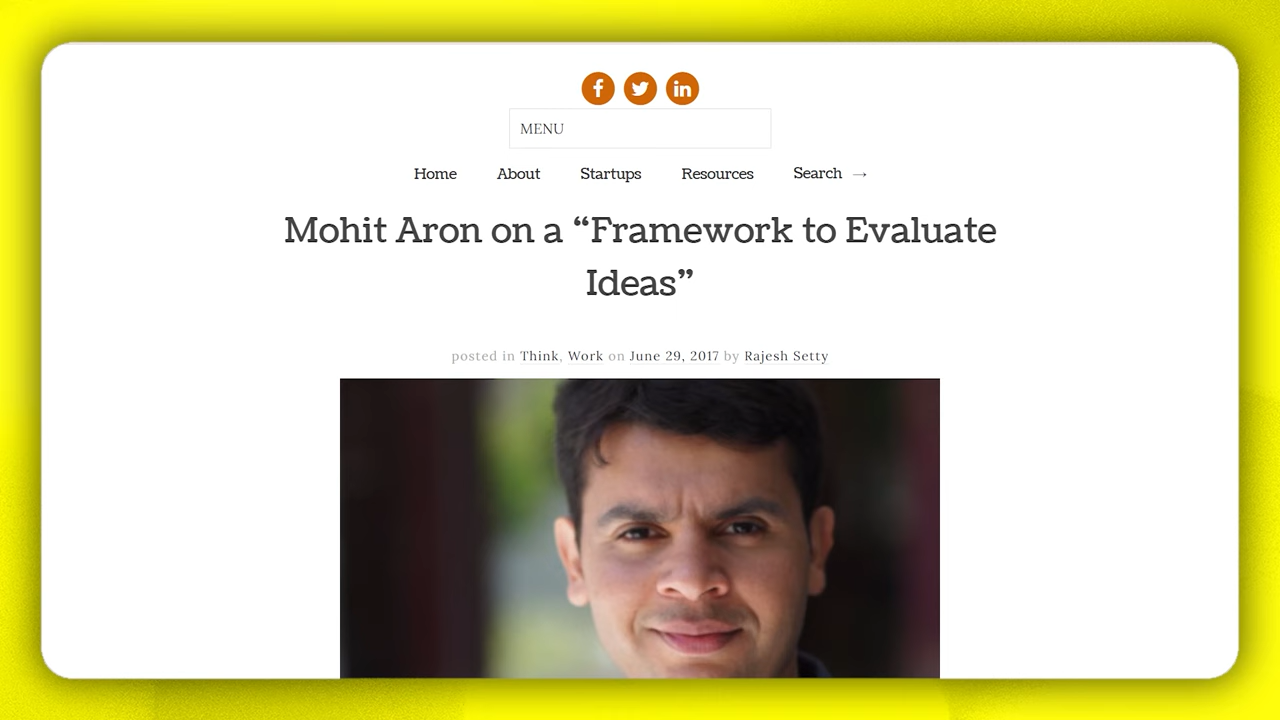 MENU
Home About Startups Resources Search →
Mohit Aron on a “Framework to Evaluate
Ideas”
posted in Think, Work on June 29, 2017 by Rajesh Setty